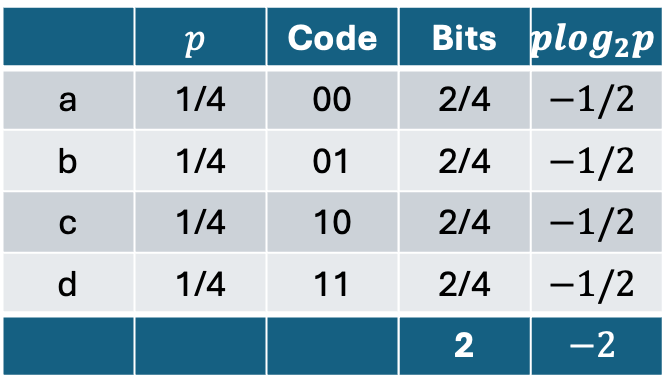 p Code Bits plog₂p
a 1/4 00 2/4 −1/2
b 1/4 01 2/4 −1/2
c 1/4 10 2/4 −1/2
d 1/4 11 2/4 −1/2
2 −2